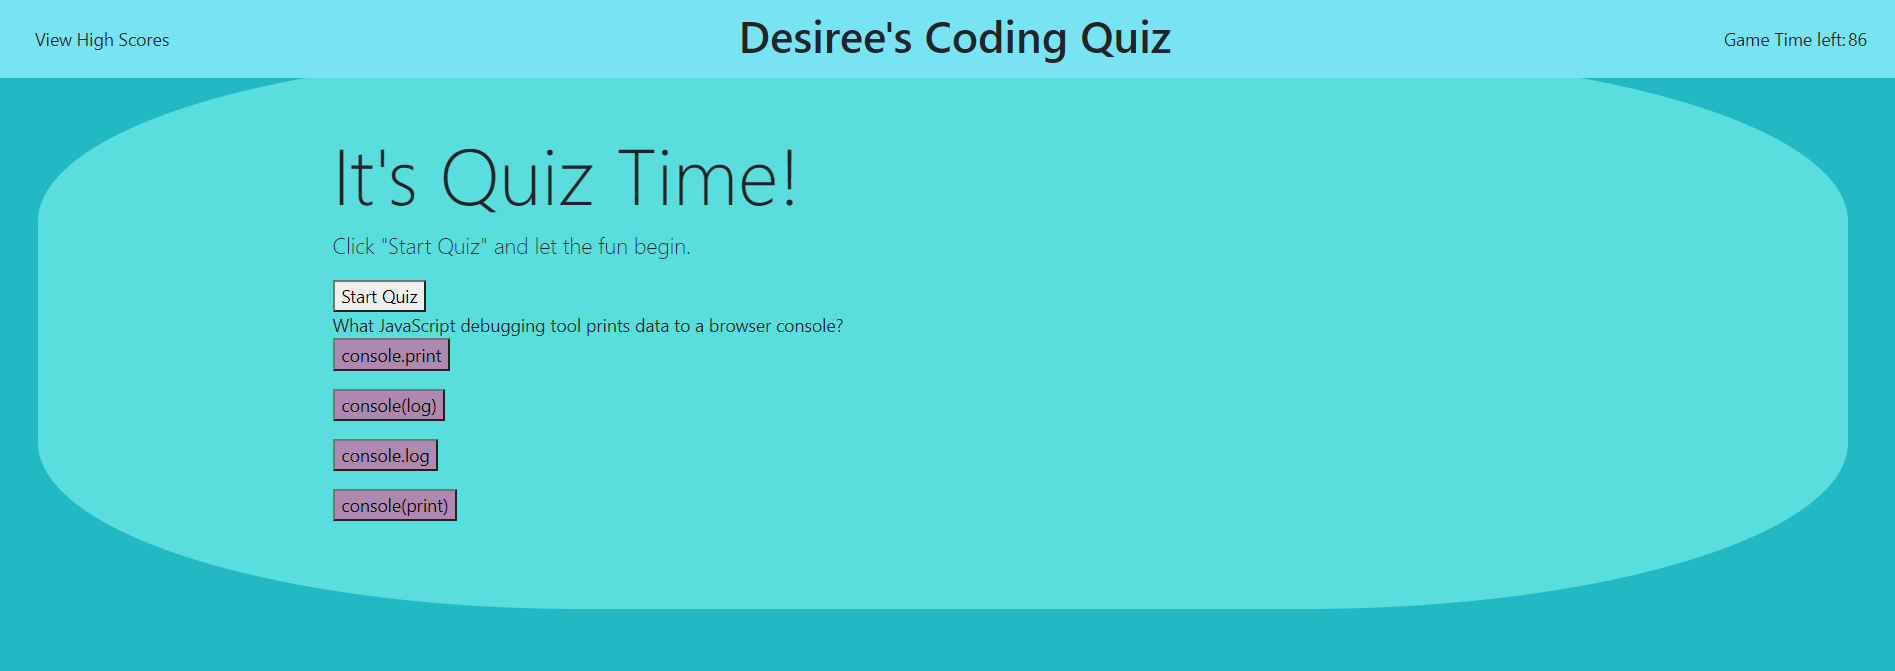 View High Scores
Desiree's Coding Quiz
Game Time left: 86
It's Quiz Time!
Click "Start Quiz" and let the fun begin.
Start Quiz
What JavaScript debugging tool prints data to a browser console?
console.print
console(log)
console.log
console(print)